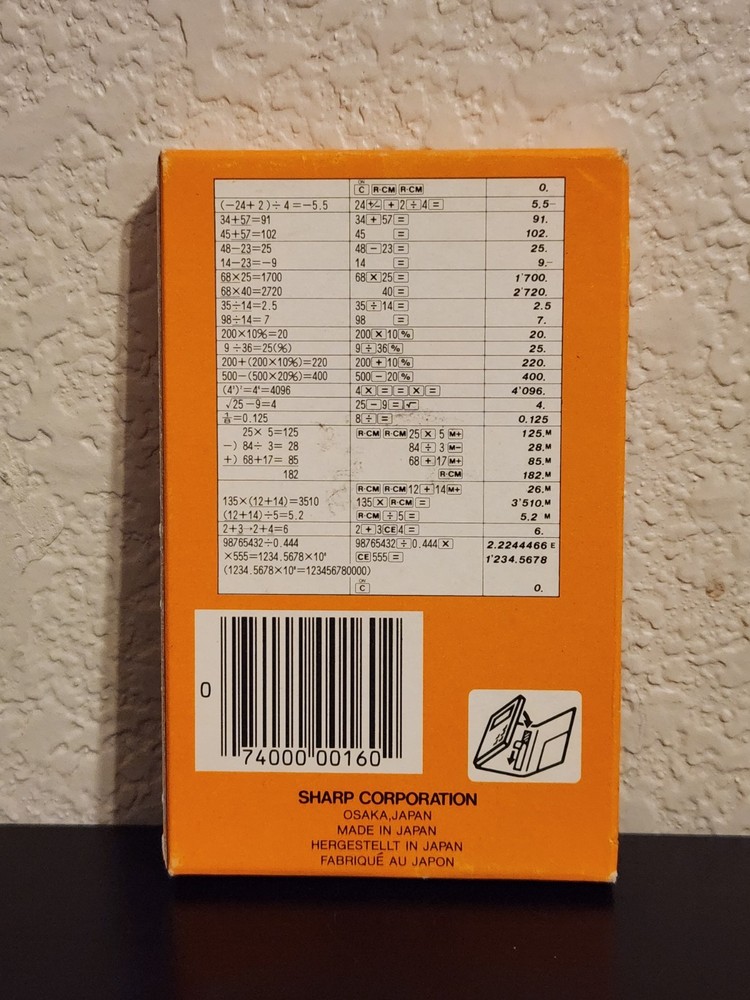 ON
C R·CM R·CM 0.
(−24+2)÷4=−5.5 24 +/− + 2 ÷ 4 = 5.5−
34+57=91 34 + 57 = 91.
45+57=102 45 = 102.
48−23=25 48 − 23 = 25.
14−23=−9 14 = 9.−
68×25=1700 68 × 25 = 1'700.
68×40=2720 40 = 2'720.
35÷14=2.5 35 ÷ 14 = 2.5
98÷14=7 98 = 7.
200×10%=20 200 × 10 % 20.
9÷36=25(%) 9 ÷ 36 % 25.
200+(200×10%)=220 200 + 10 % 220.
500−(500×20%)=400 500 − 20 % 400.
=4096 4 × = = × = 4'096.
√25−9=4 25 − 9 = √ 4.
1/8=0.125 8 ÷ = 0.125
25×5=125 R·CM R·CM 25 × 5 M+ 125.M
−) 84÷3=28 84 ÷ 3 M− 28.M
+) 68+17=85 68 + 17 M+ 85.M
182 R·CM 182.M
R·CM R·CM 12 + 14 M+ 26.M
135×(12+14)=3510 135 × R·CM = 3'510.M
(12+14)÷5=5.2 R·CM ÷ 5 = 5.2 M
2+3→2+4=6 2 + 3 CE 4 = 6.
98765432÷0.444 98765432 ÷ 0.444 × 2.2244466 E
×555=1234.5678×10⁸ CE 555 = 1'234.5678
(1234.5678×10⁸=123456780000)
ON
C 0.
0 74000 00160
SHARP CORPORATION
OSAKA,JAPAN
MADE IN JAPAN
HERGESTELLT IN JAPAN
FABRIQUÉ AU JAPON